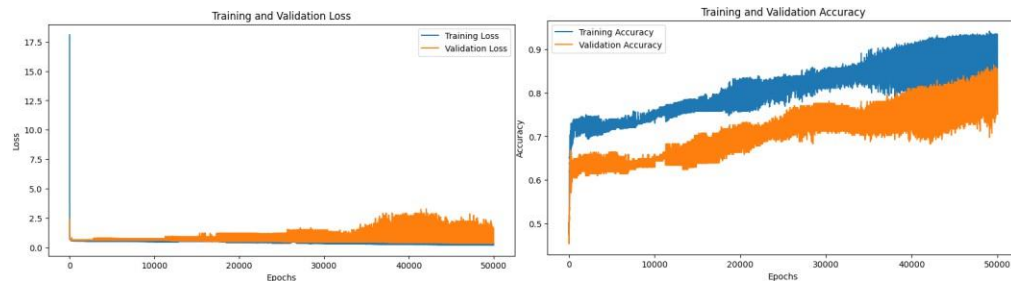 Training and Validation Loss
17.5
15.0
12.5
10.0
7.5
5.0
2.5
0.0
Loss
Training Loss
Validation Loss
0
10000
20000
30000
40000
50000
Epochs
Training and Validation Accuracy
0.9
0.8
0.7
0.6
0.5
Accuracy
Training Accuracy
Validation Accuracy
0
10000
20000
30000
40000
50000
Epochs